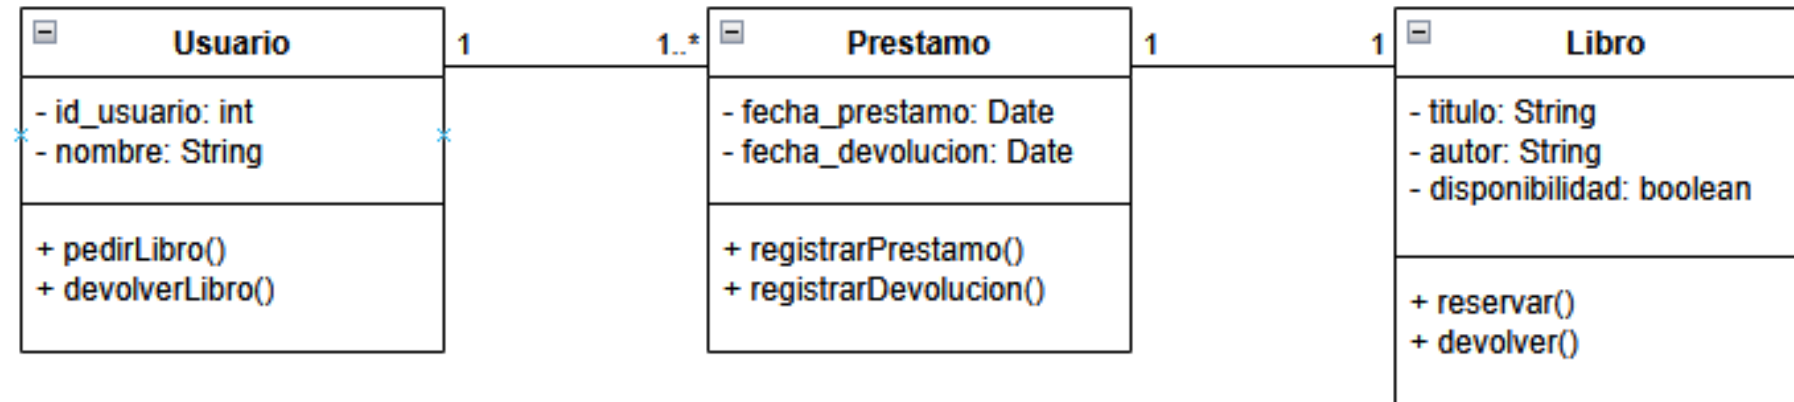 Usuario
- id_usuario: int
- nombre: String
+ pedirLibro()
+ devolverLibro()
1
1..*
Prestamo
- fecha_prestamo: Date
- fecha_devolucion: Date
+ registrarPrestamo()
+ registrarDevolucion()
1
1
Libro
- titulo: String
- autor: String
- disponibilidad: boolean
+ reservar()
+ devolver()